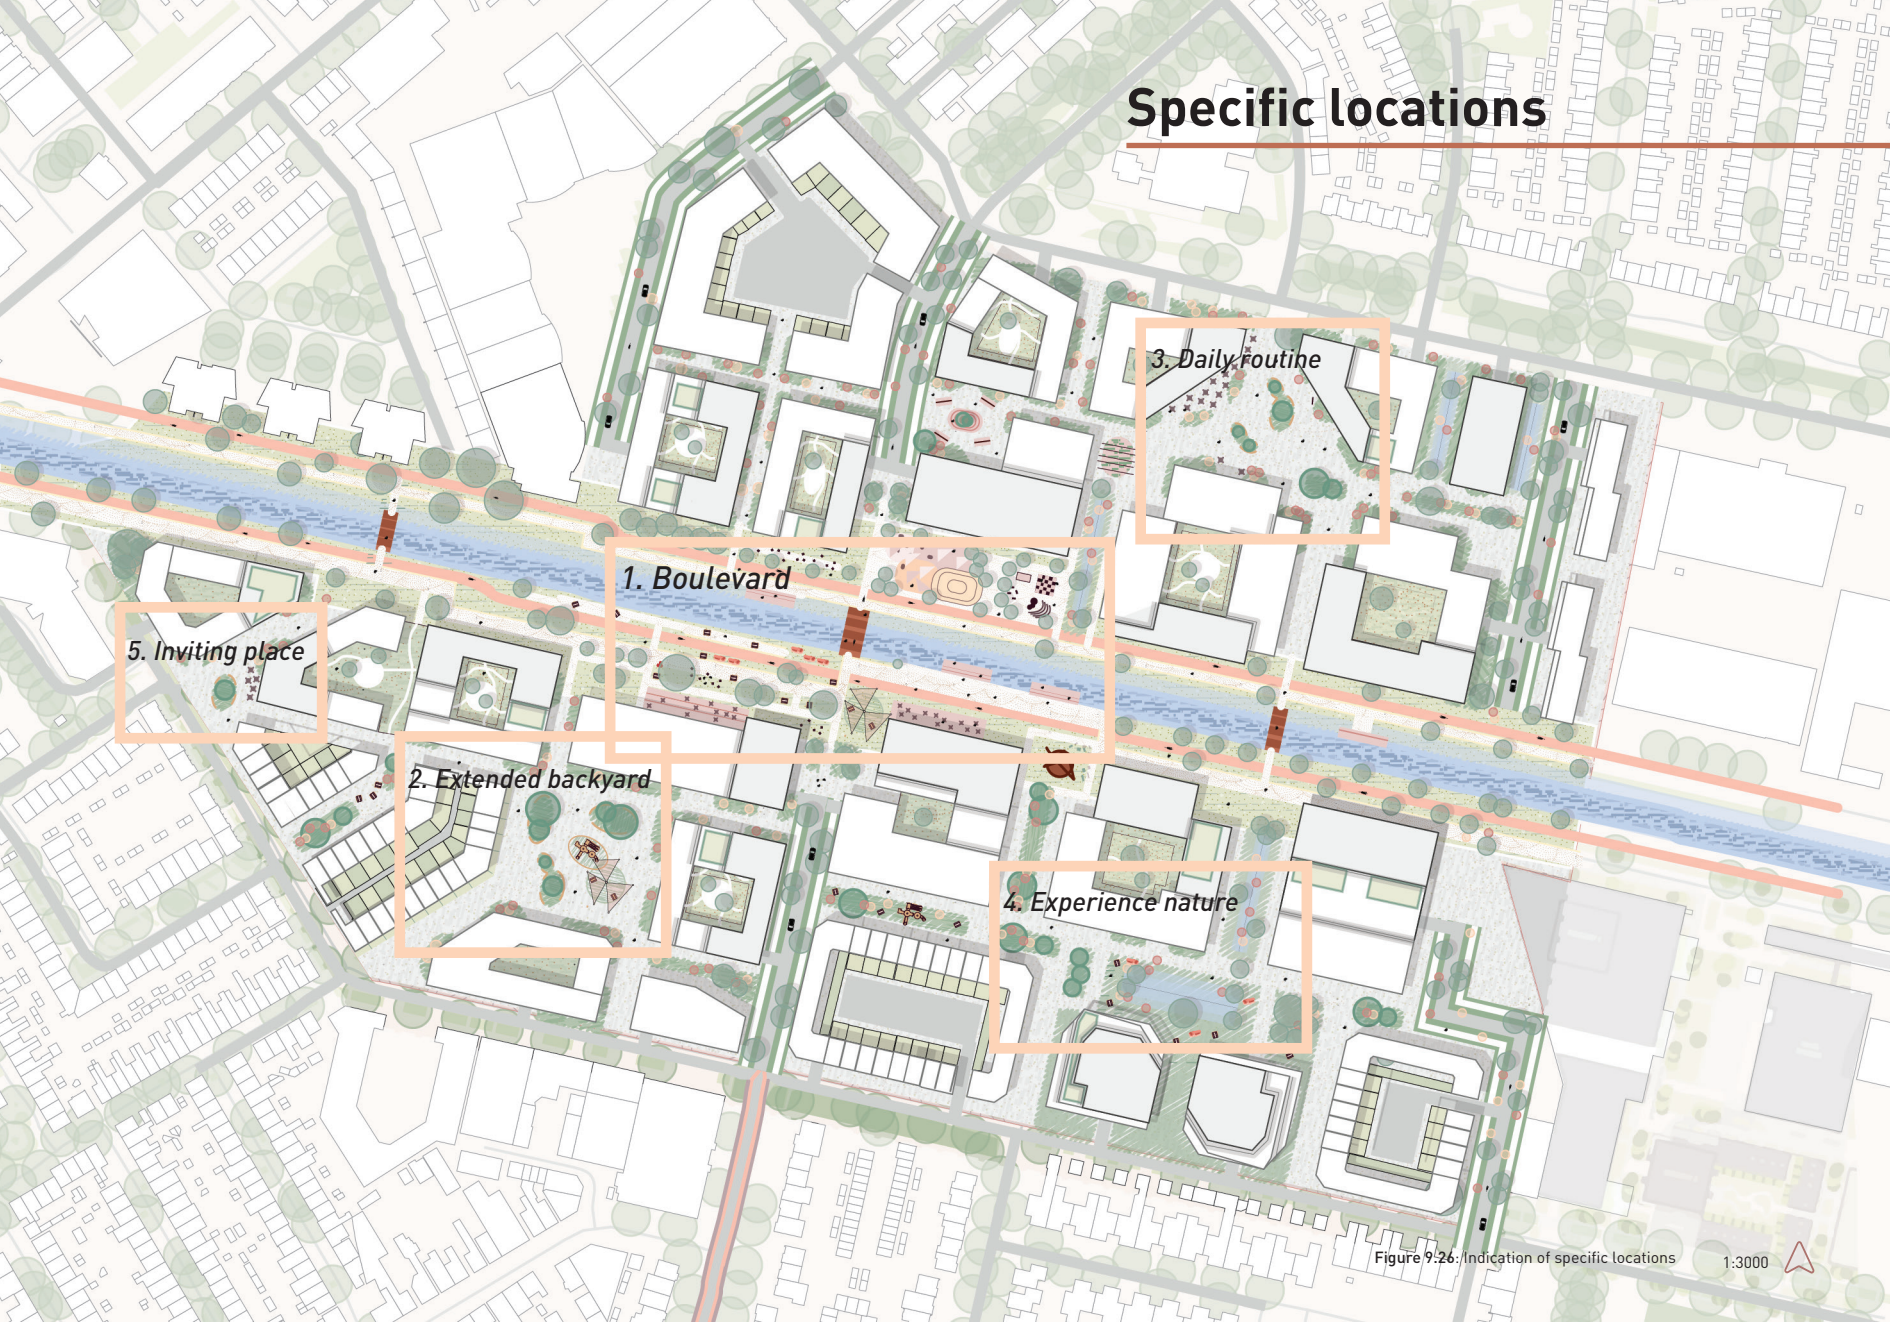 Specific locations
3. Daily routine
1. Boulevard
5. Inviting place
2. Extended backyard
4. Experience nature
Figure 9.26: Indication of specific locations
1:3000